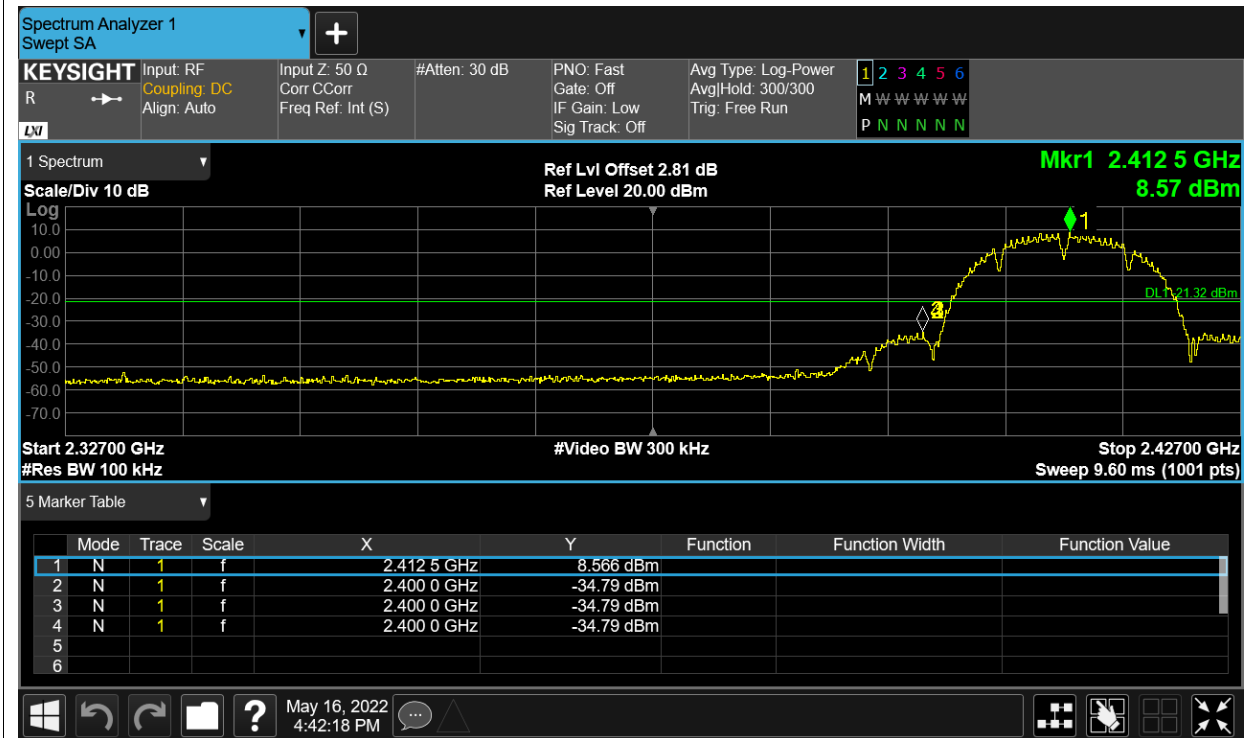 Spectrum Analyzer 1
Swept SA
KEYSIGHT Input: RF Input Z: 50 Ω #Atten: 30 dB PNO: Fast Avg Type: Log-Power 1 2 3 4 5 6
R Coupling: DC Corr CCorr Gate: Off Avg|Hold: 300/300 M W W W W W
Align: Auto Freq Ref: Int (S) IF Gain: Low Trig: Free Run
LXI Sig Track: Off P N N N N N
1 Spectrum Ref Lvl Offset 2.81 dB Mkr1 2.412 5 GHz
Scale/Div 10 dB Ref Level 20.00 dBm 8.57 dBm
Log
1
10.0
0.00
-10.0
-20.0 DL1 -21.32 dBm
-30.0
-40.0
-50.0
-60.0
-70.0
Start 2.32700 GHz #Video BW 300 kHz Stop 2.42700 GHz
#Res BW 100 kHz Sweep 9.60 ms (1001 pts)
5 Marker Table
Mode Trace Scale X Y Function Function Width Function Value
1 N 1 f 2.412 5 GHz 8.566 dBm
2 N 1 f 2.400 0 GHz -34.79 dBm
3 N 1 f 2.400 0 GHz -34.79 dBm
4 N 1 f 2.400 0 GHz -34.79 dBm
5
6
? May 16, 2022
4:42:18 PM